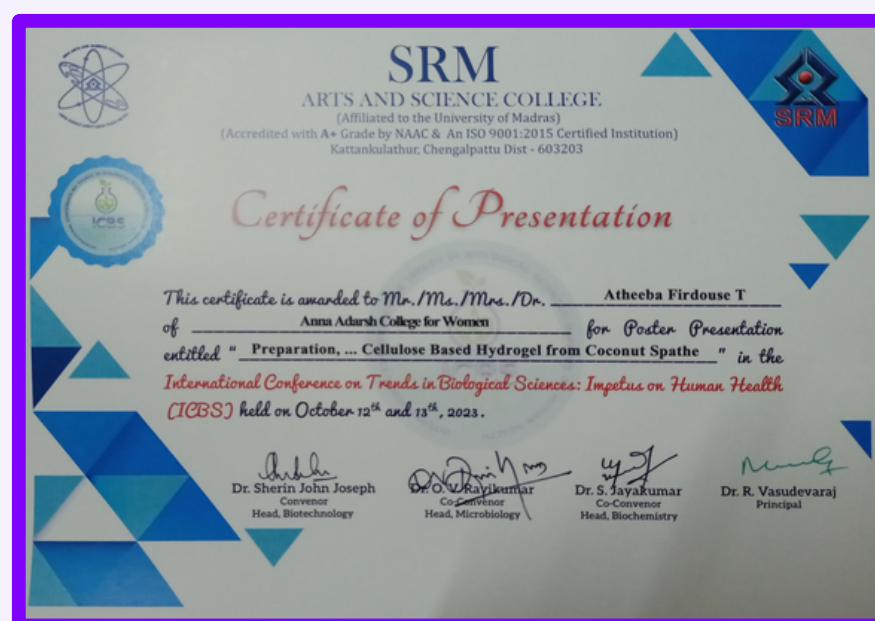 SRM
ARTS AND SCIENCE COLLEGE
(Affiliated to the University of Madras)
(Accredited with A+ Grade by NAAC & An ISO 9001:2015 Certified Institution)
Kattankulathur, Chengalpattu Dist - 603203
SRM
ICBS
Certificate of Presentation
This certificate is awarded to Mr./Ms./Mrs./Dr. Atheeba Firdouse T
of Anna Adarsh College for Women for Poster Presentation
entitled " Preparation, ... Cellulose Based Hydrogel from Coconut Spathe " in the
International Conference on Trends in Biological Sciences: Impetus on Human Health
(ICBS) held on October 12th and 13th, 2023.
Dr. Sherin John Joseph
Convenor
Head, Biotechnology
Dr. O. V. Ravikumar
Co-Convenor
Head, Microbiology
Dr. S. Jayakumar
Co-Convenor
Head, Biochemistry
Dr. R. Vasudevaraj
Principal